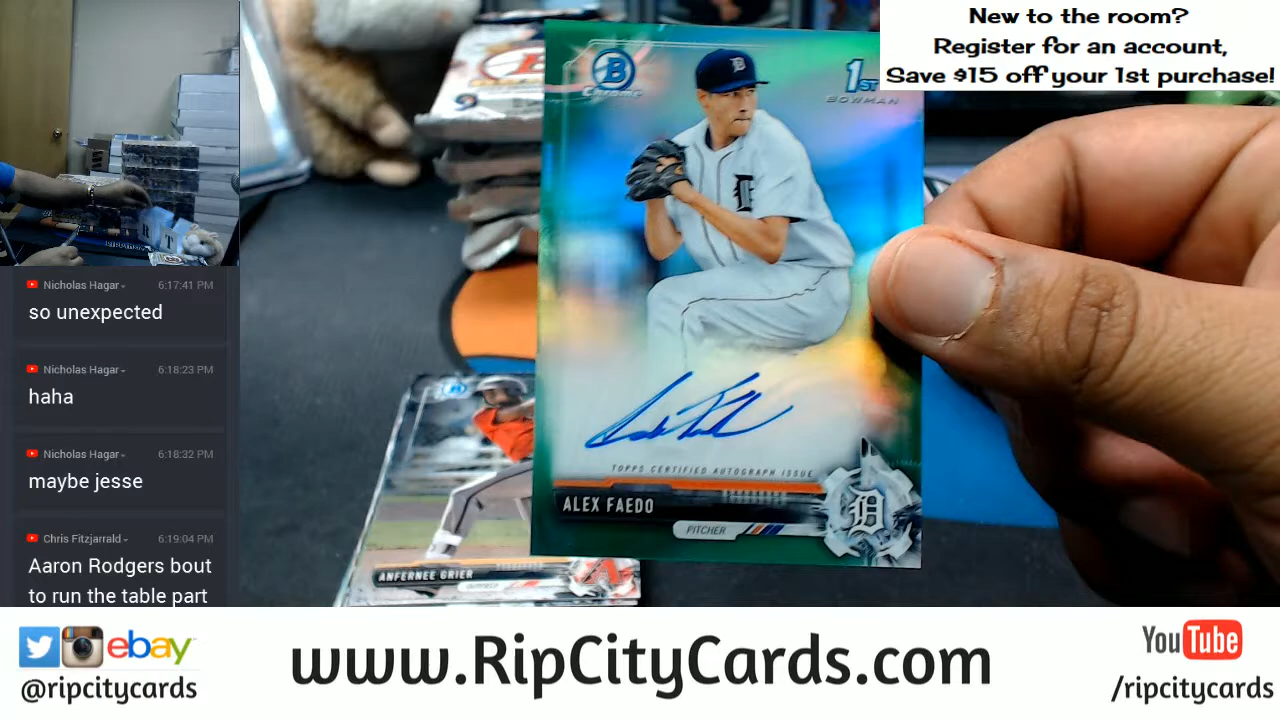 New to the room?
Register for an account,
Save $15 off your 1st purchase!
Nicholas Hagar 6:17:41 PM
so unexpected
Nicholas Hagar 6:18:23 PM
haha
Nicholas Hagar 6:18:32 PM
maybe jesse
Chris Fitzjarrald 6:19:04 PM
Aaron Rodgers bout
to run the table part
B
CHROME
1ST
BOWMAN
D
TOPPS CERTIFIED AUTOGRAPH ISSUE
ALEX FAEDO
PITCHER
D
ANFERNEE GRIER
A
ebay
@ripcitycards
www.RipCityCards.com
YouTube
/ripcitycards